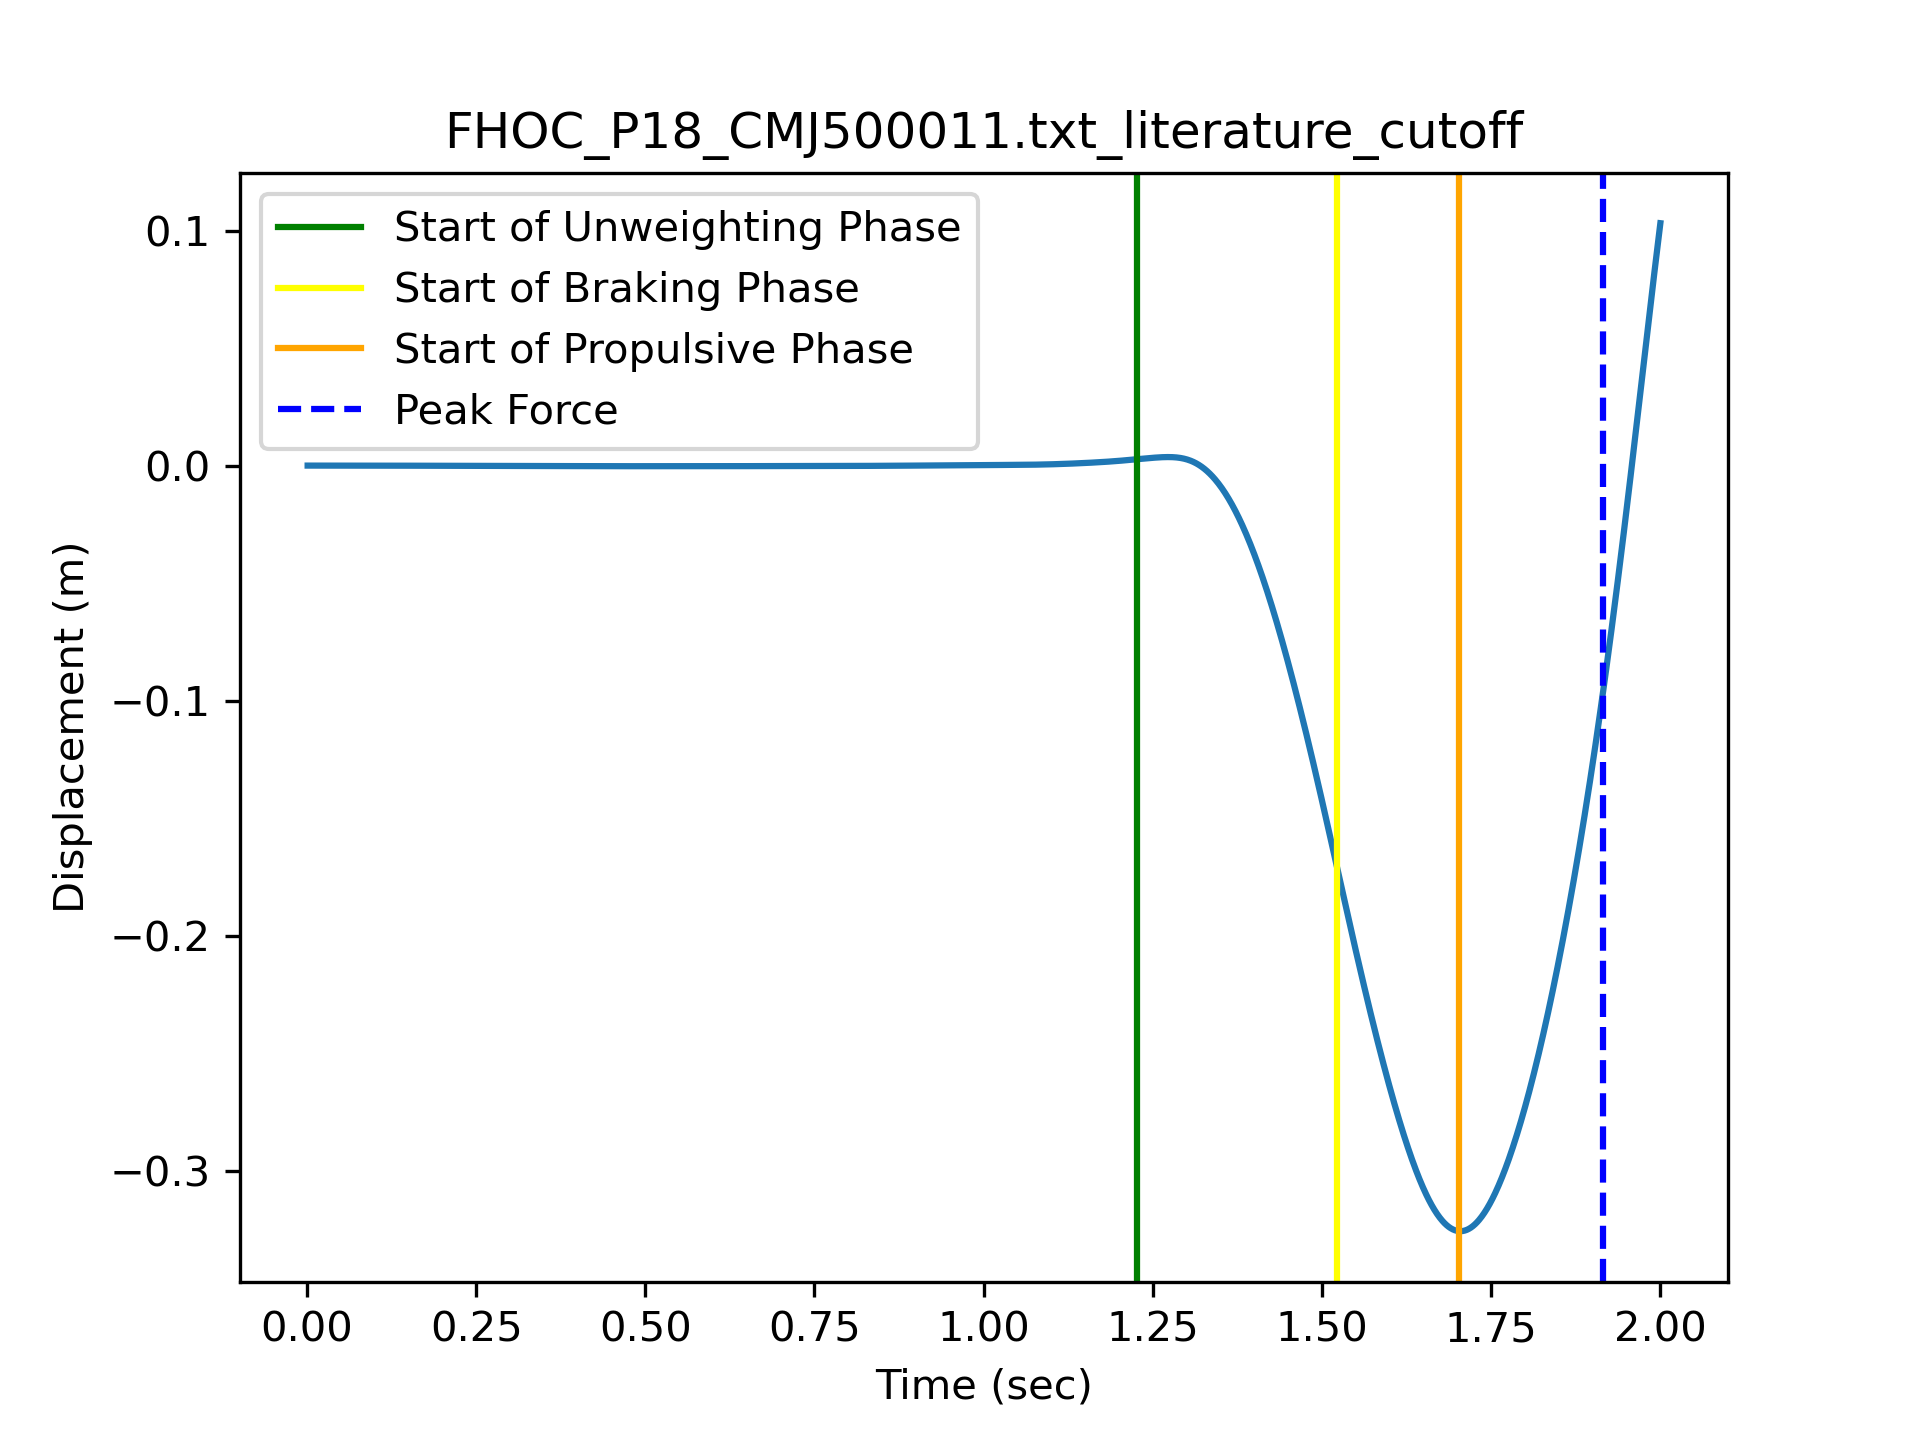 FHOC_P18_CMJ500011.txt_literature_cutoff
Start of Unweighting Phase
Start of Braking Phase
Start of Propulsive Phase
Peak Force
0.1
0.0
−0.1
−0.2
−0.3
Displacement (m)
0.00 0.25 0.50 0.75 1.00 1.25 1.50 1.75 2.00
Time (sec)